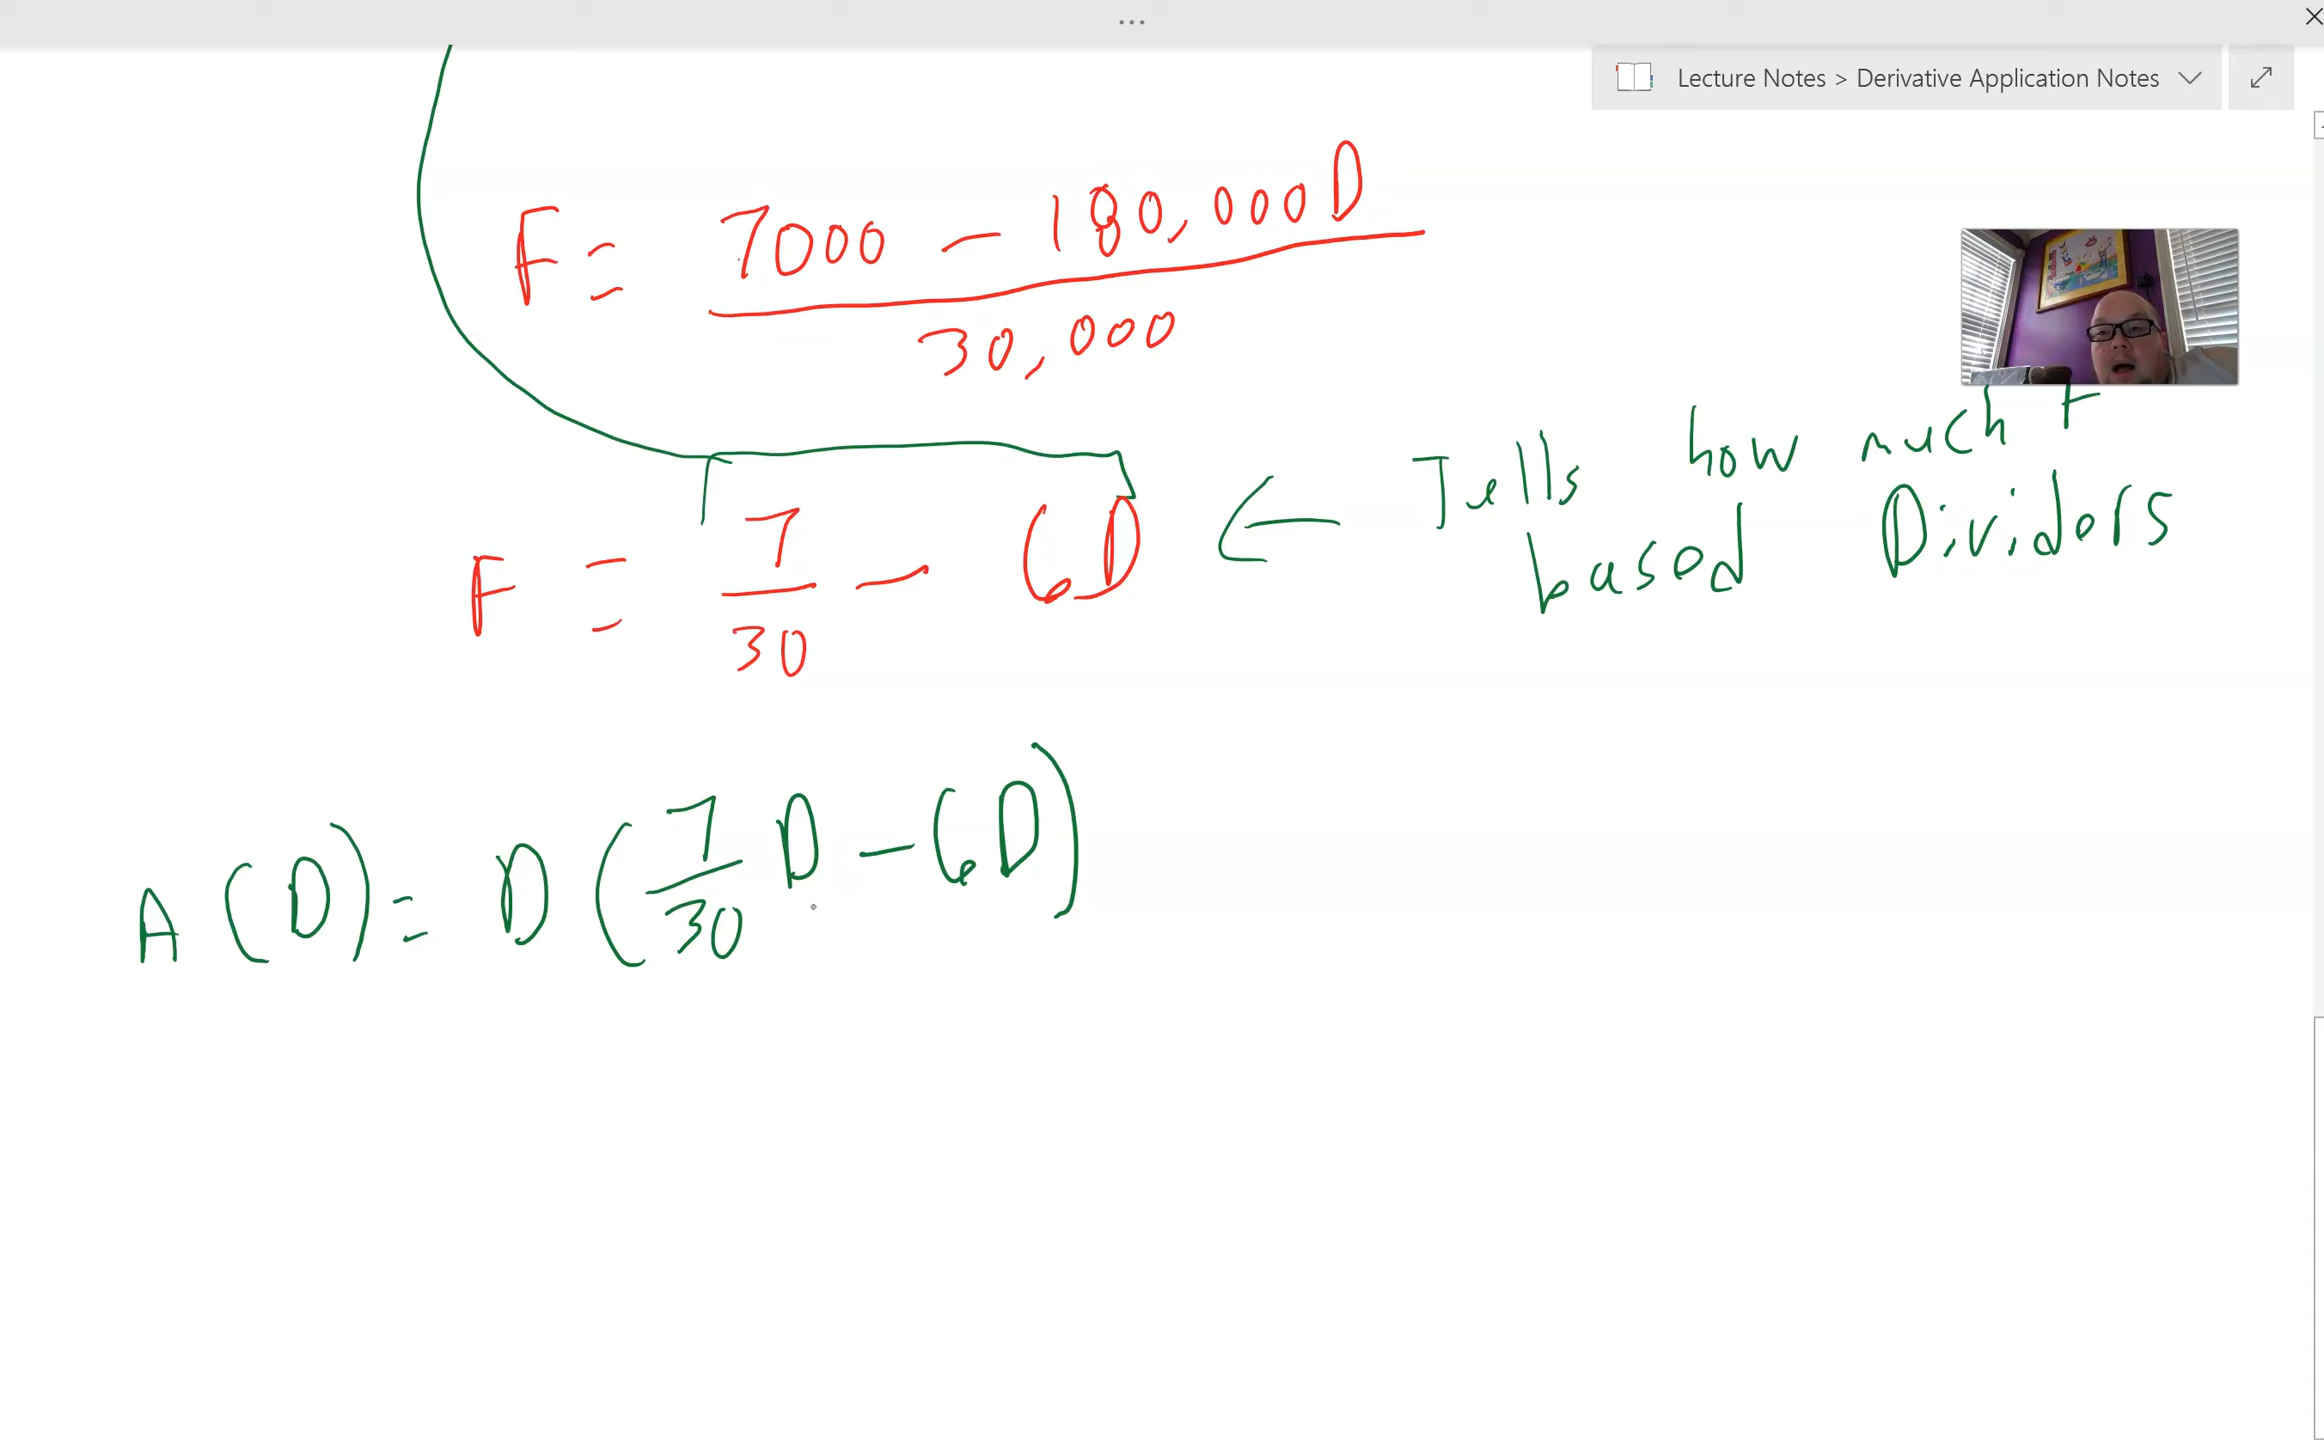 ...
Lecture Notes > Derivative Application Notes
F = 7000 - 180,000D
30,000
Tells how much F
based Dividers
F = 7/30 - 6D
A(D) = D(7/30 D - 6D)